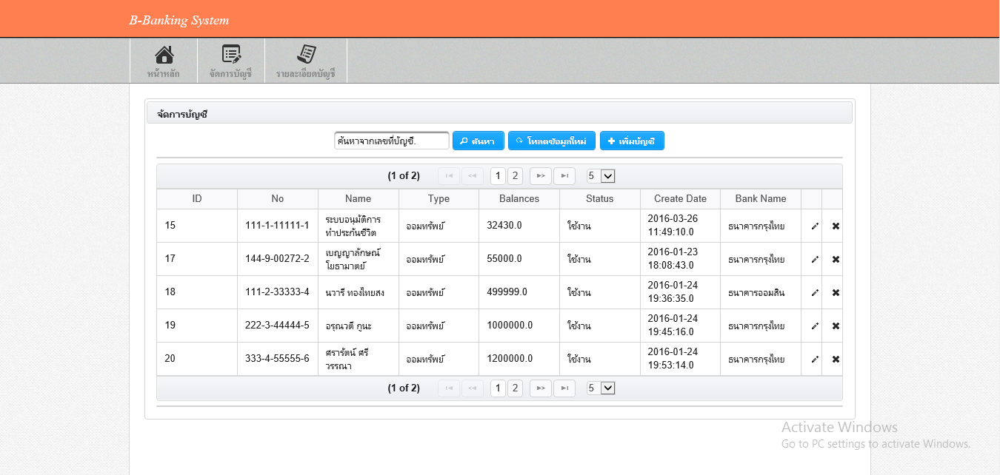 B-Banking System
หน้าหลัก
จัดการบัญชี
รายละเอียดบัญชี
จัดการบัญชี
ค้นหาจากเลขที่บัญชี. ค้นหา โหลดข้อมูลใหม่ เพิ่มบัญชี
(1 of 2) 1 2 5
ID No Name Type Balances Status Create Date Bank Name
15 111-1-11111-1 ระบบอนุมัติการ ออมทรัพย์ 32430.0 ใช้งาน 2016-03-26 ธนาคารกรุงไทย
ทำประกันชีวิต 11:49:10.0
17 144-9-00272-2 เบญญาลักษณ์ ออมทรัพย์ 55000.0 ใช้งาน 2016-01-23 ธนาคารกรุงไทย
โยธามาตย์ 18:08:43.0
18 111-2-33333-4 นวารี ทองไทยสง ออมทรัพย์ 499999.0 ใช้งาน 2016-01-24 ธนาคารออมสิน
19:36:35.0
19 222-3-44444-5 อรุณวตี กูนะ ออมทรัพย์ 1000000.0 ใช้งาน 2016-01-24 ธนาคารกรุงไทย
19:45:16.0
20 333-4-55555-6 ศรารัตน์ ศรี ออมทรัพย์ 1200000.0 ใช้งาน 2016-01-24 ธนาคารกรุงไทย
วรรณา 19:53:14.0
(1 of 2) 1 2 5
Activate Windows
Go to PC settings to activate Windows.